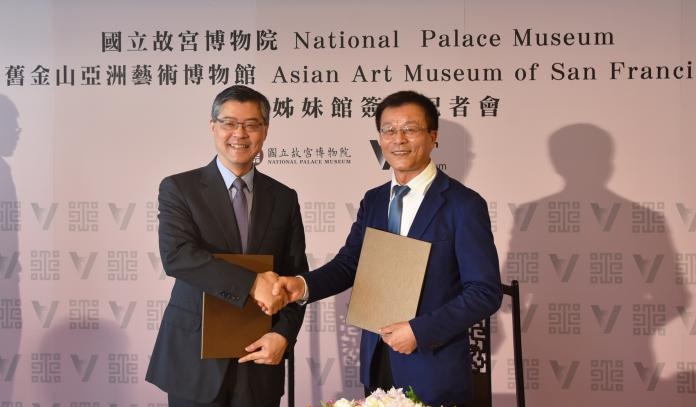 國立故宮博物院 National Palace Museum
舊金山亞洲藝術博物館 Asian Art Museum of San Franci
姊妹館簽 記者會
國立故宮博物院
NATIONAL PALACE MUSEUM